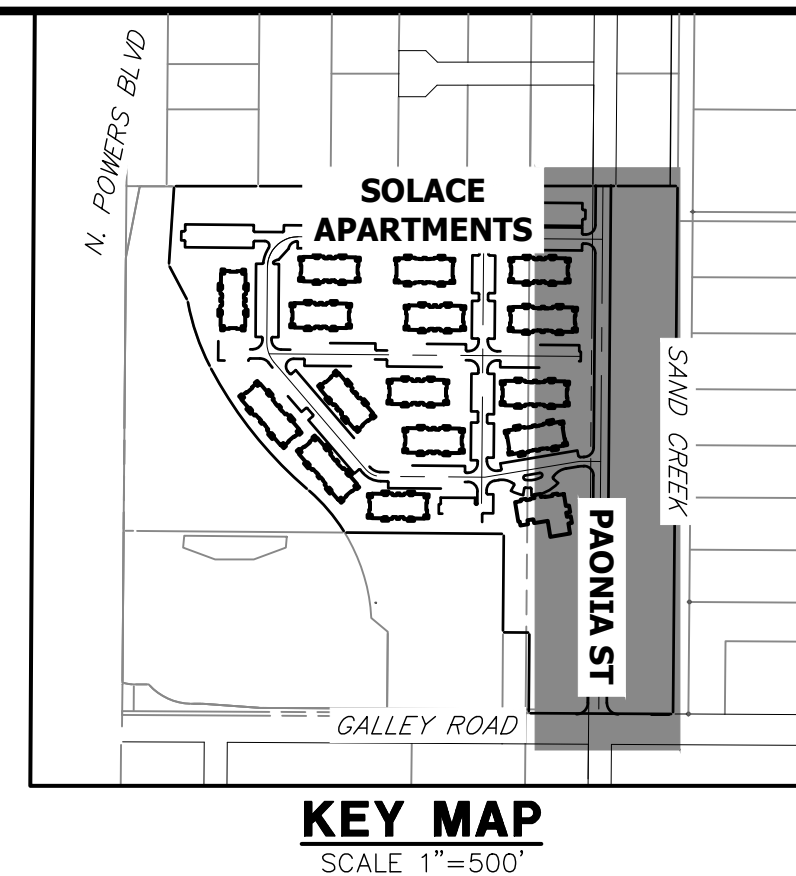 N. POWERS BLVD
SOLACE
APARTMENTS
SAND CREEK
PAONIA ST
GALLEY ROAD
KEY MAP
SCALE 1"=500'